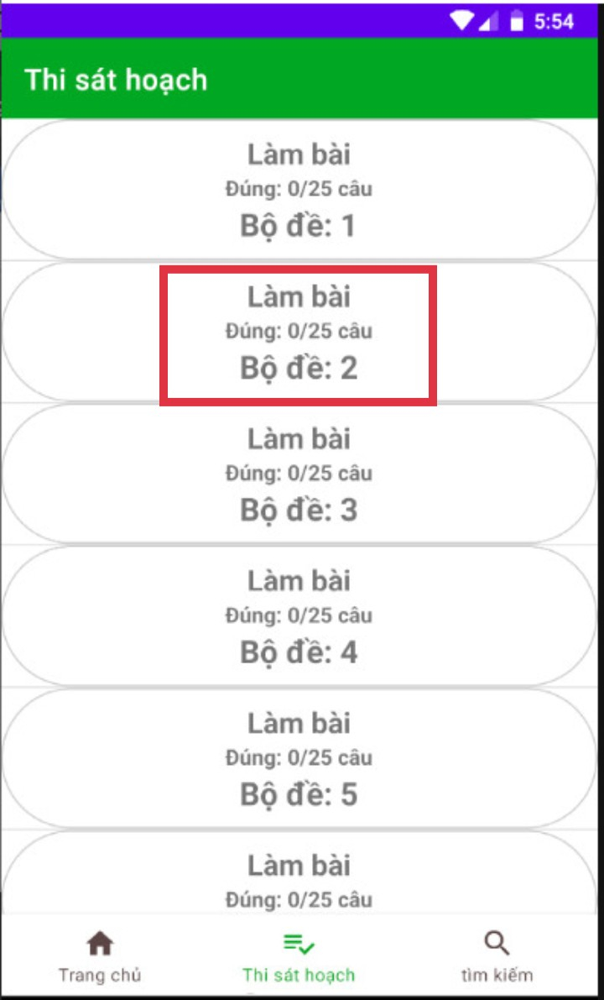 5:54
Thi sát hoạch
Làm bài
Đúng: 0/25 câu
Bộ đề: 1
Làm bài
Đúng: 0/25 câu
Bộ đề: 2
Làm bài
Đúng: 0/25 câu
Bộ đề: 3
Làm bài
Đúng: 0/25 câu
Bộ đề: 4
Làm bài
Đúng: 0/25 câu
Bộ đề: 5
Làm bài
Đúng: 0/25 câu
Trang chủ Thi sát hoạch tìm kiếm